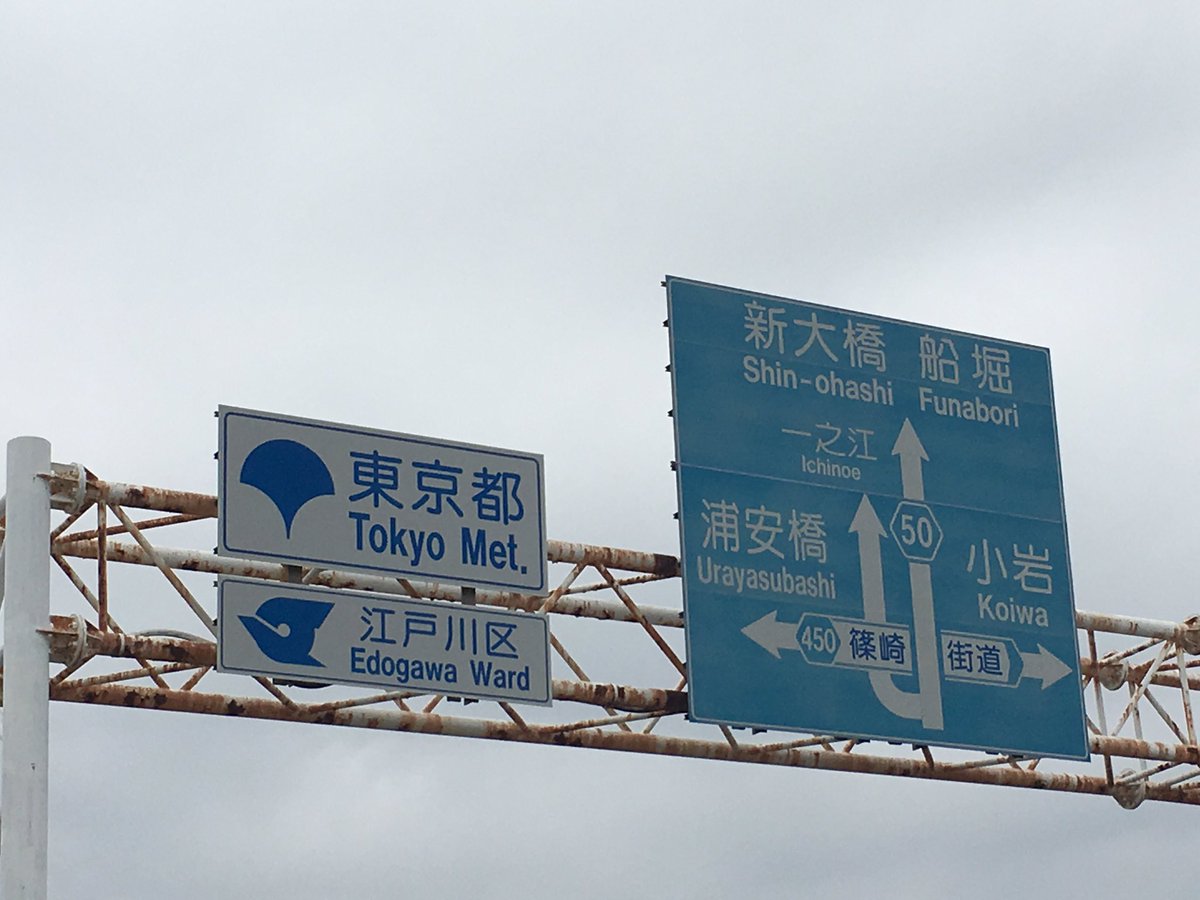 東京都
Tokyo Met.
江戸川区
Edogawa Ward
新大橋 船堀
Shin-ohashi Funabori
一之江
Ichinoe
50
浦安橋
Urayasubashi
小岩
Koiwa
450 篠崎 街道